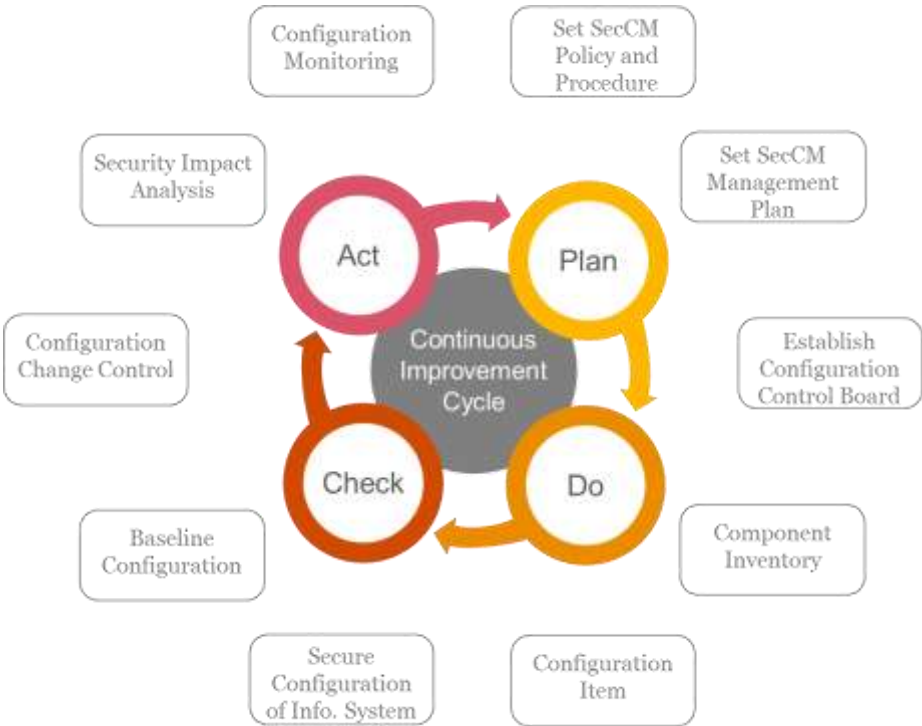 Configuration
Monitoring
Set SecCM
Policy and
Procedure
Security Impact
Analysis
Set SecCM
Management
Plan
Act
Plan
Configuration
Change Control
Continuous
Improvement
Cycle
Establish
Configuration
Control Board
Check
Do
Baseline
Configuration
Component
Inventory
Secure
Configuration
of Info. System
Configuration
Item